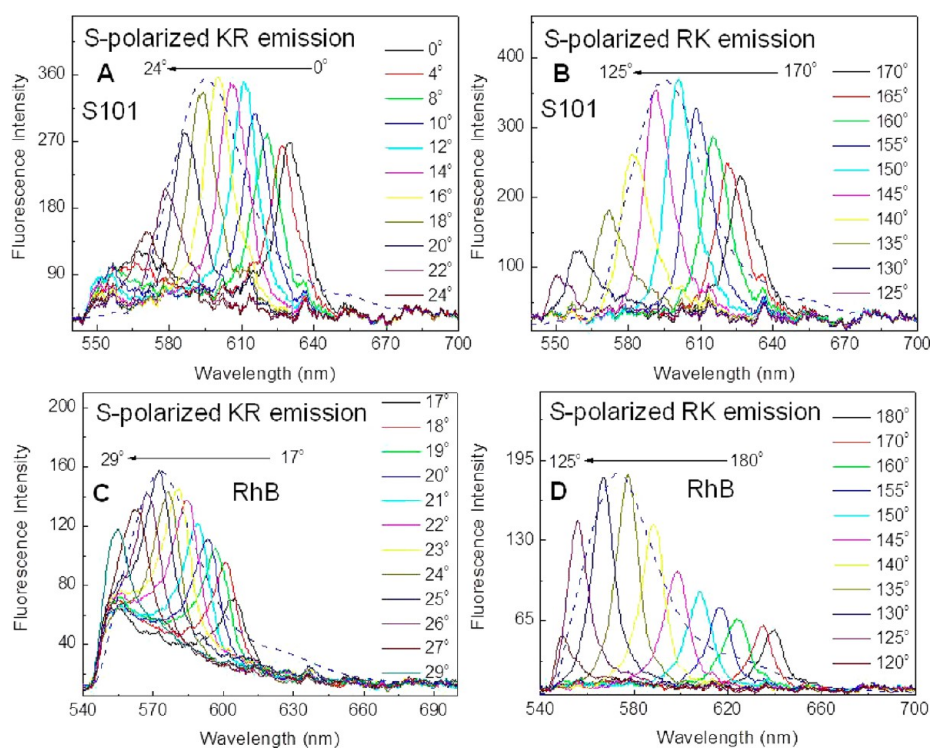 S-polarized KR emission
A
24° 0°
S101
360
270
180
90
Fluorescence Intensity
550 580 610 640 670 700
Wavelength (nm)
0°
4°
8°
10°
12°
14°
16°
18°
20°
22°
24°
S-polarized RK emission
B
125° 170°
S101
400
300
200
100
Fluorescence Intensity
550 580 610 640 670 700
Wavelength (nm)
170°
165°
160°
155°
150°
145°
140°
135°
130°
125°
S-polarized KR emission
29° 17°
C
RhB
200
160
120
80
40
Fluorescence Intensity
540 570 600 630 660 690
Wavelength (nm)
17°
18°
19°
20°
21°
22°
23°
24°
25°
26°
27°
29°
S-polarized RK emission
125° 180°
D
RhB
195
130
65
Fluorescence Intensity
540 580 620 660 700
Wavelength (nm)
180°
170°
160°
155°
150°
145°
140°
135°
130°
125°
120°